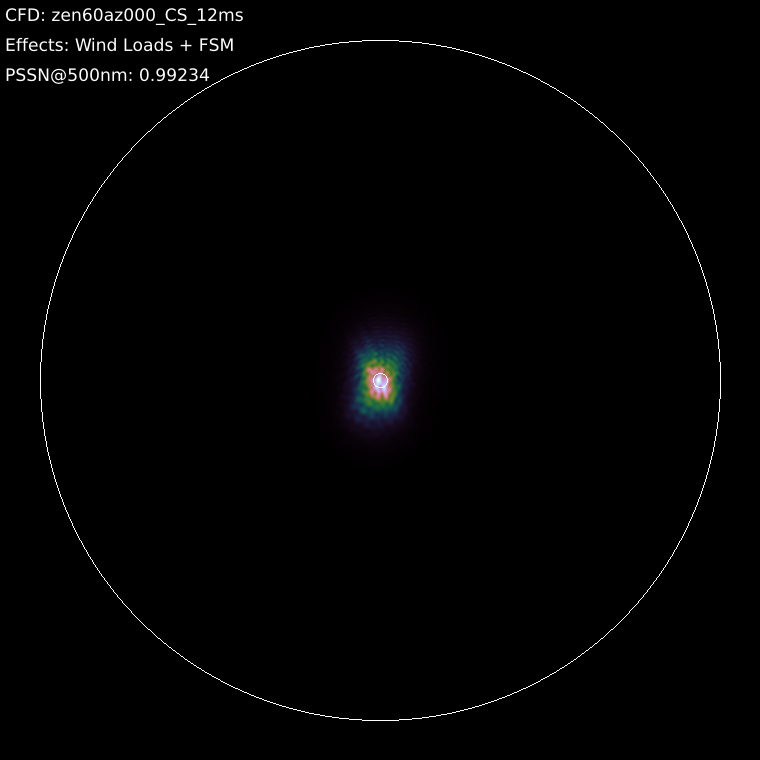 CFD: zen60az000_CS_12ms
Effects: Wind Loads + FSM
PSSN@500nm: 0.99234